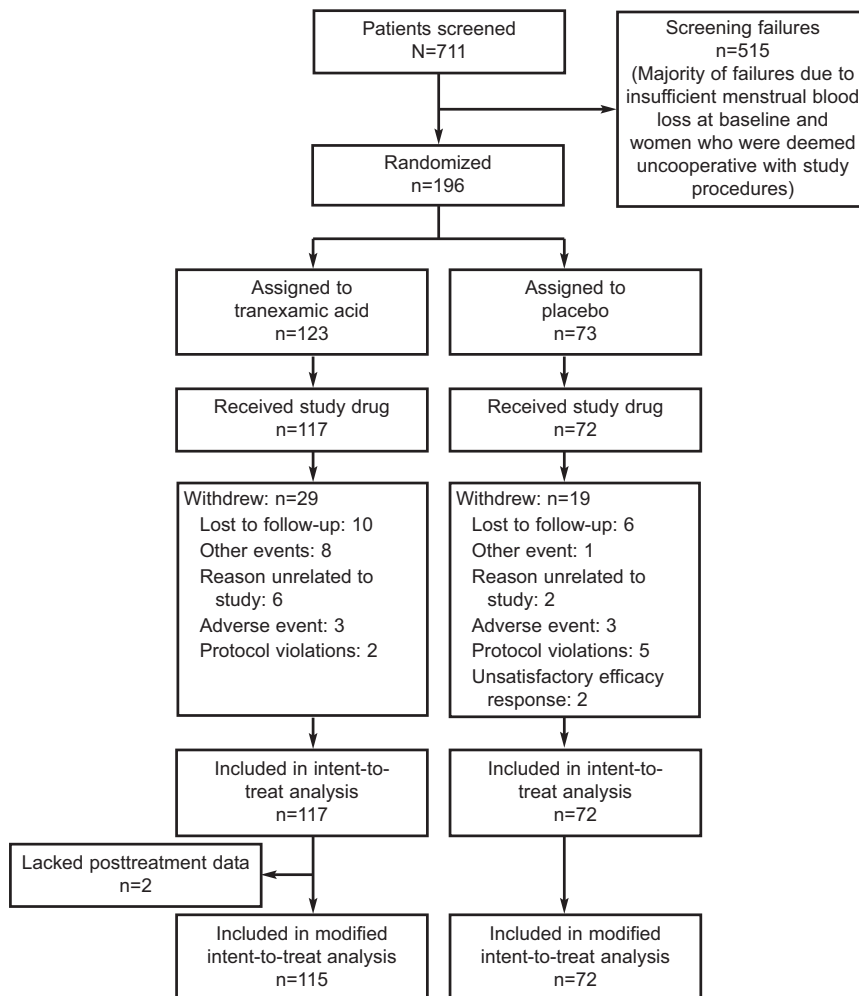 Patients screened
N=711
Screening failures
n=515
(Majority of failures due to
insufficient menstrual blood
loss at baseline and
women who were deemed
uncooperative with study
procedures)
Randomized
n=196
Assigned to
tranexamic acid
n=123
Assigned to
placebo
n=73
Received study drug
n=117
Received study drug
n=72
Withdrew: n=29
Lost to follow-up: 10
Other events: 8
Reason unrelated to
study: 6
Adverse event: 3
Protocol violations: 2
Withdrew: n=19
Lost to follow-up: 6
Other event: 1
Reason unrelated to
study: 2
Adverse event: 3
Protocol violations: 5
Unsatisfactory efficacy
response: 2
Included in intent-to-
treat analysis
n=117
Included in intent-to-
treat analysis
n=72
Lacked posttreatment data
n=2
Included in modified
intent-to-treat analysis
n=115
Included in modified
intent-to-treat analysis
n=72